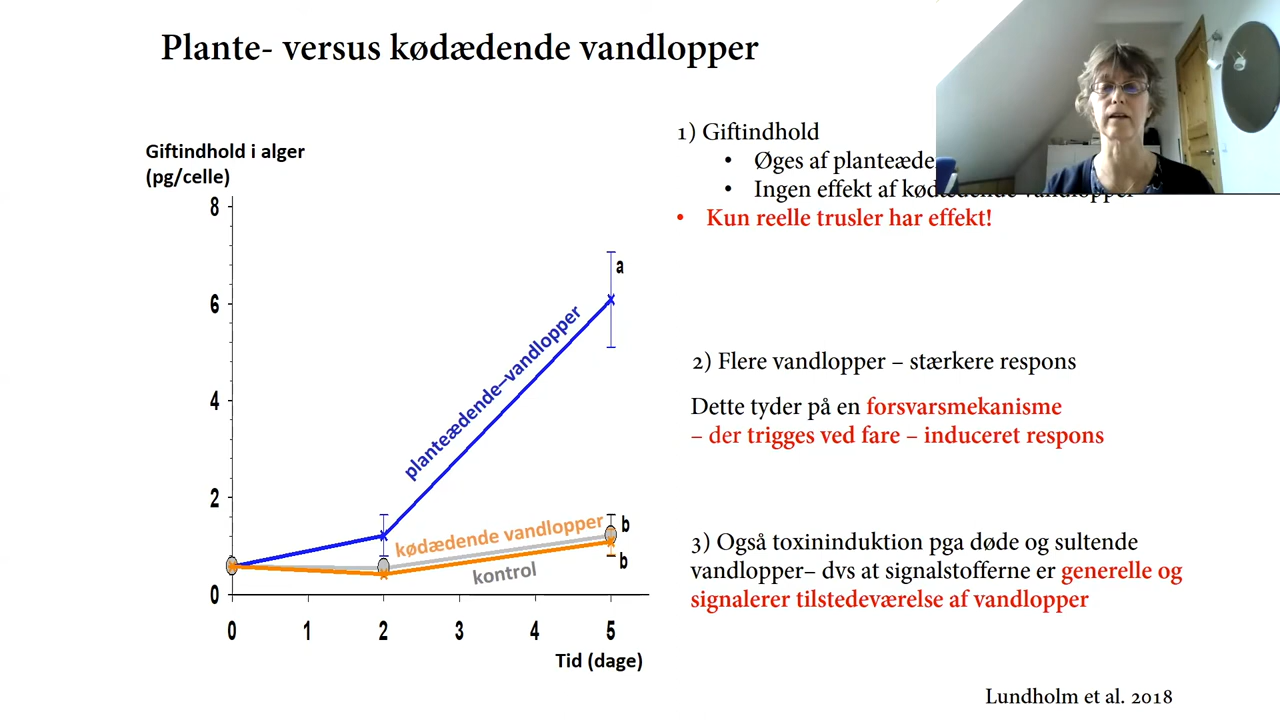 Plante- versus kødædende vandlopper
Giftindhold i alger
(pg/celle)
8
6
4
2
0
0 1 2 3 4 5
Tid (dage)
planteædende–vandlopper
kødædende vandlopper
kontrol
a
b
b
1) Giftindhold
• Øges af planteæde
• Ingen effekt af kødædende vandlopper
• Kun reelle trusler har effekt!
2) Flere vandlopper – stærkere respons
Dette tyder på en forsvarsmekanisme
– der trigges ved fare – induceret respons
3) Også toxininduktion pga døde og sultende
vandlopper– dvs at signalstofferne er generelle og
signalerer tilstedeværelse af vandlopper
Lundholm et al. 2018